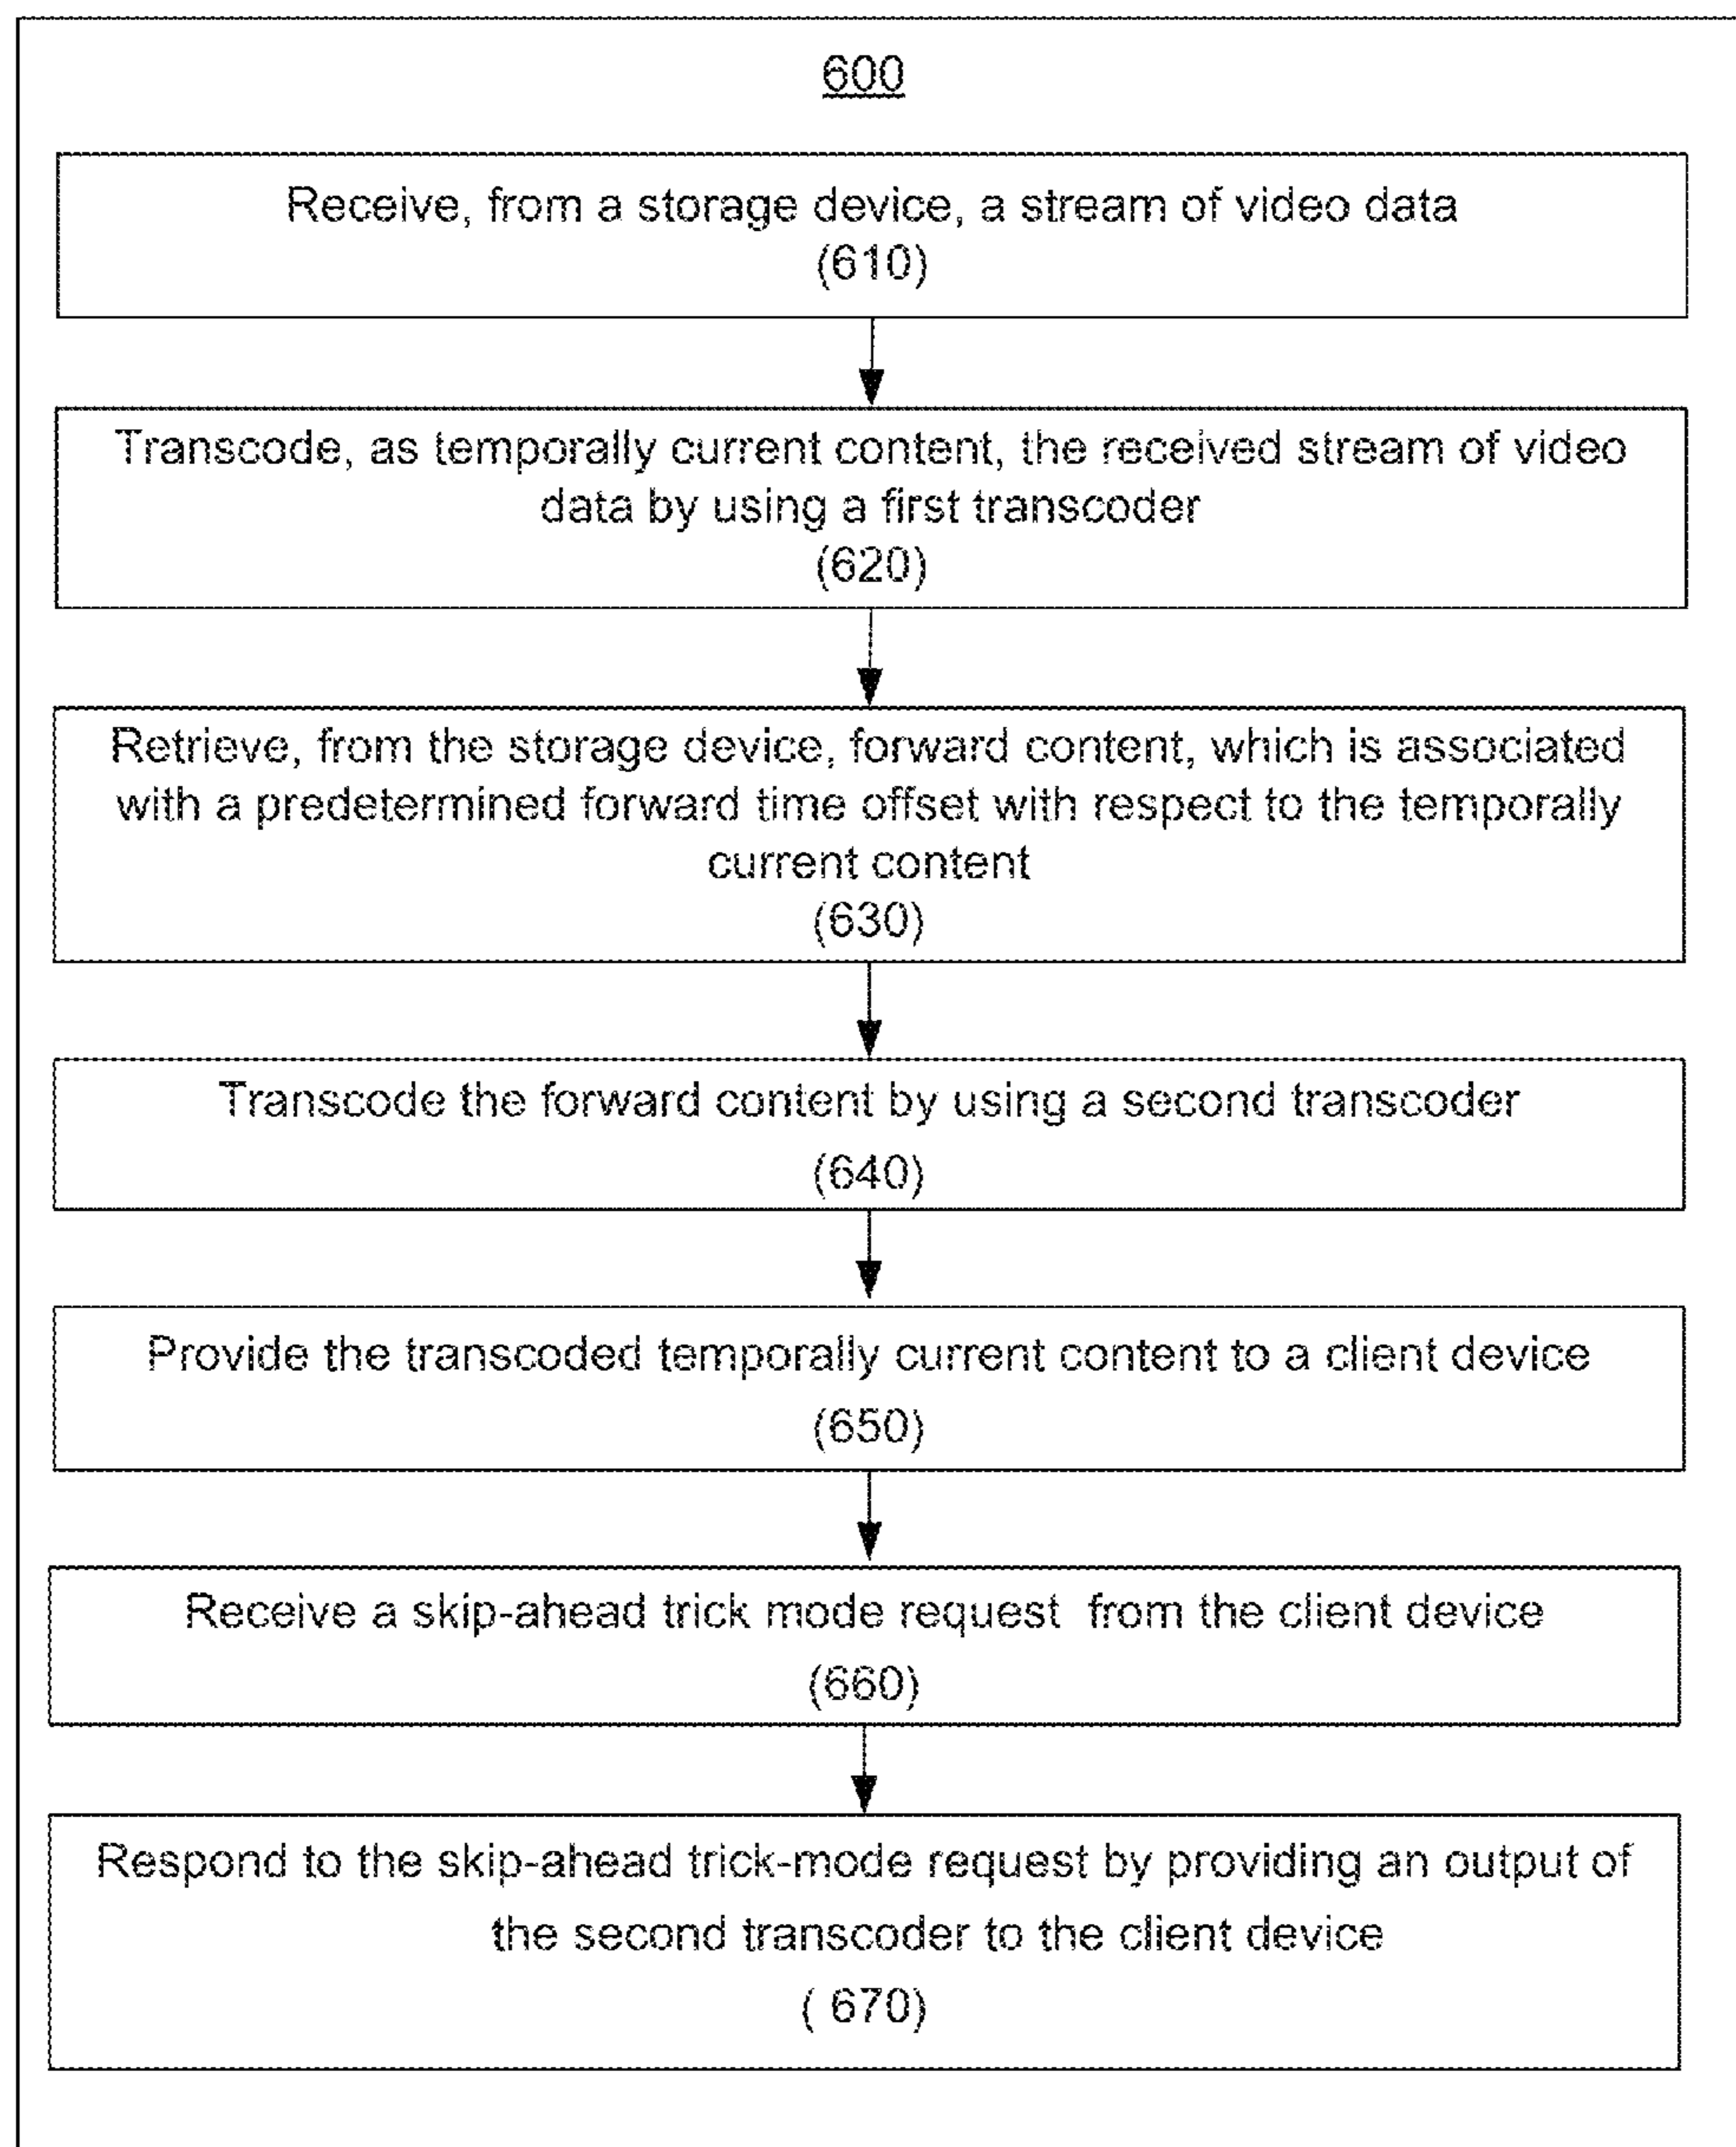 600
Receive, from a storage device, a stream of video data
(610)
Transcode, as temporally current content, the received stream of video
data by using a first transcoder
(620)
Retrieve, from the storage device, forward content, which is associated
with a predetermined forward time offset with respect to the temporally
current content
(630)
Transcode the forward content by using a second transcoder
(640)
Provide the transcoded temporally current content to a client device
(650)
Receive a skip-ahead trick mode request from the client device
(660)
Respond to the skip-ahead trick-mode request by providing an output of
the second transcoder to the client device
( 670)